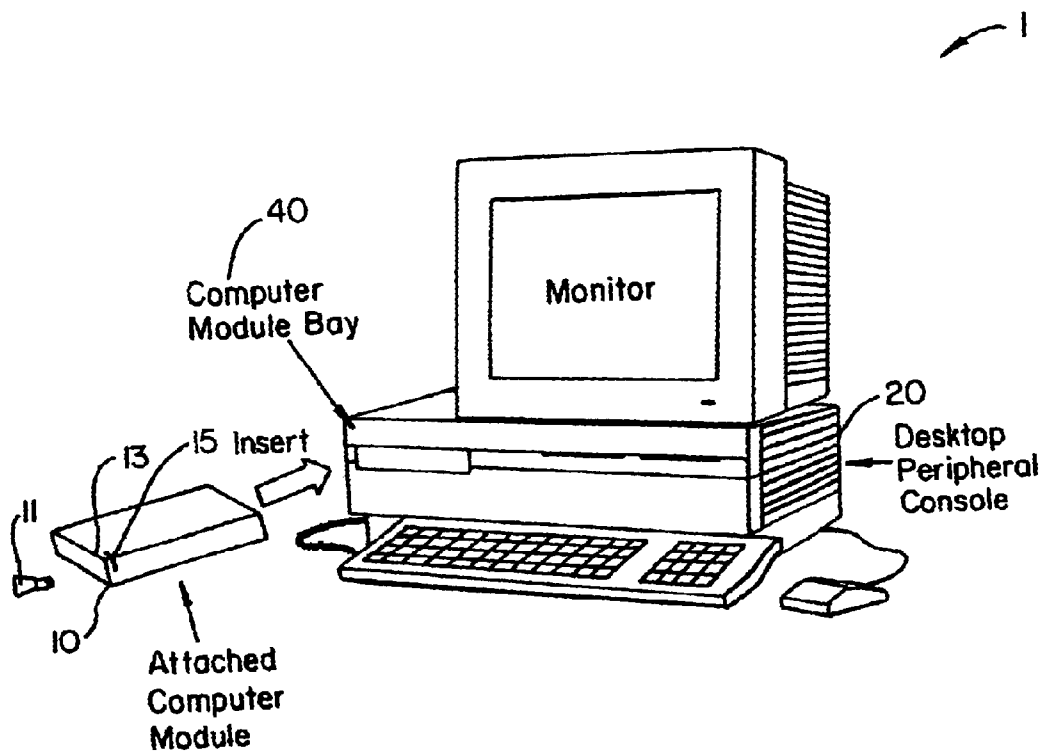 1
40
Computer
Module Bay
Monitor
20
Desktop
Peripheral
Console
13
15 Insert
11
10
Attached
Computer
Module